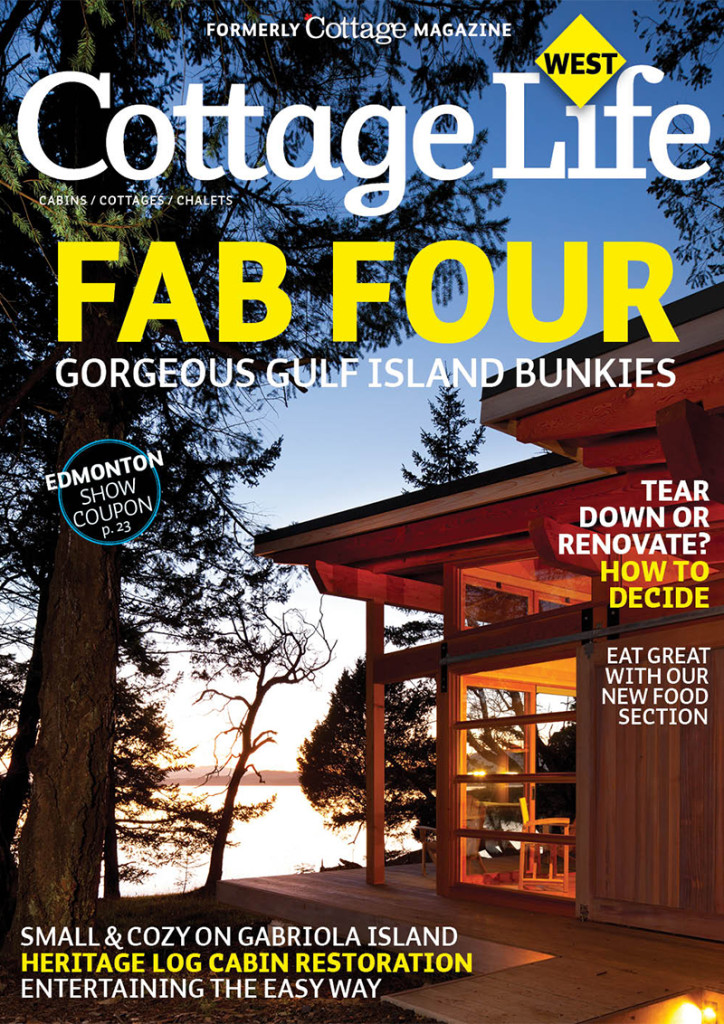 FORMERLY Cottage MAGAZINE
WEST
Cottage Life
CABINS / COTTAGES / CHALETS
FAB FOUR
GORGEOUS GULF ISLAND BUNKIES
EDMONTON
SHOW
COUPON
p. 23
TEAR
DOWN OR
RENOVATE?
HOW TO
DECIDE
EAT GREAT
WITH OUR
NEW FOOD
SECTION
SMALL & COZY ON GABRIOLA ISLAND
HERITAGE LOG CABIN RESTORATION
ENTERTAINING THE EASY WAY